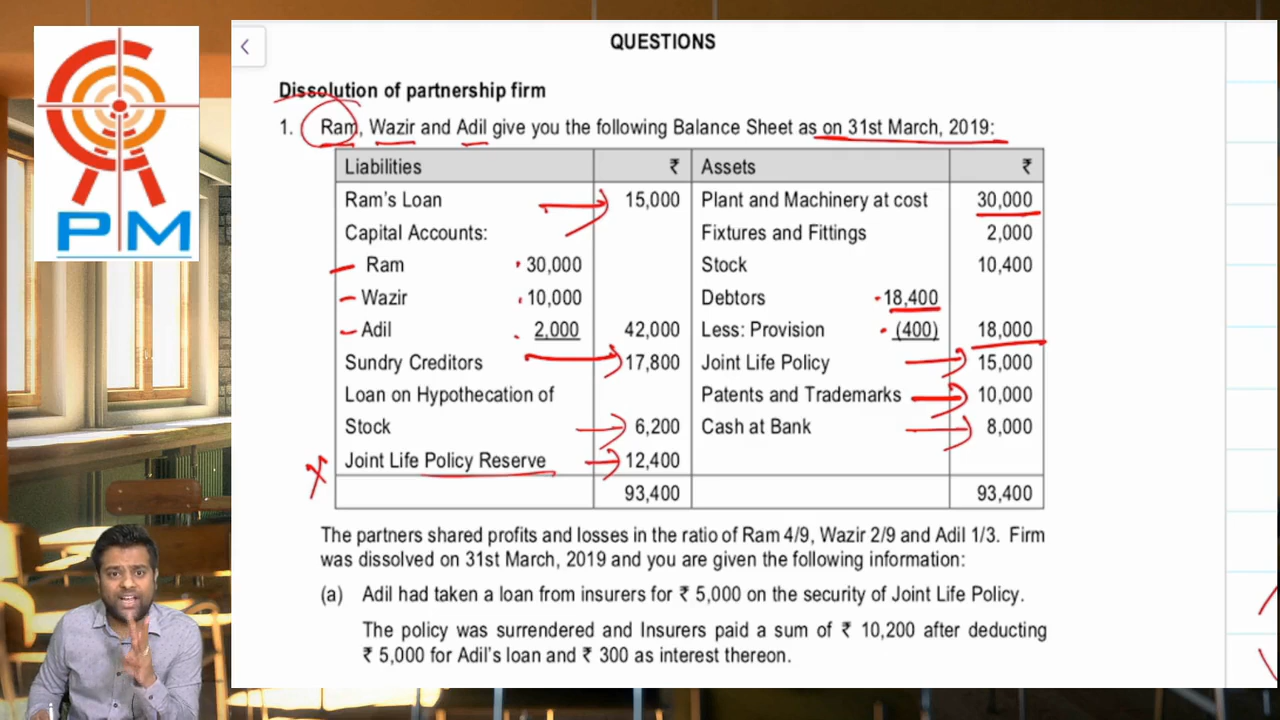 QUESTIONS
Dissolution of partnership firm
1. Ram, Wazir and Adil give you the following Balance Sheet as on 31st March, 2019:
Liabilities ₹ Assets ₹
Ram's Loan 15,000 Plant and Machinery at cost 30,000
Capital Accounts: Fixtures and Fittings 2,000
Ram 30,000 Stock 10,400
Wazir 10,000 Debtors 18,400
Adil 2,000 42,000 Less: Provision (400) 18,000
Sundry Creditors 17,800 Joint Life Policy 15,000
Loan on Hypothecation of Patents and Trademarks 10,000
Stock 6,200 Cash at Bank 8,000
Joint Life Policy Reserve 12,400
93,400 93,400
The partners shared profits and losses in the ratio of Ram 4/9, Wazir 2/9 and Adil 1/3. Firm
was dissolved on 31st March, 2019 and you are given the following information:
(a) Adil had taken a loan from insurers for ₹ 5,000 on the security of Joint Life Policy.
The policy was surrendered and Insurers paid a sum of ₹ 10,200 after deducting
₹ 5,000 for Adil's loan and ₹ 300 as interest thereon.
PM